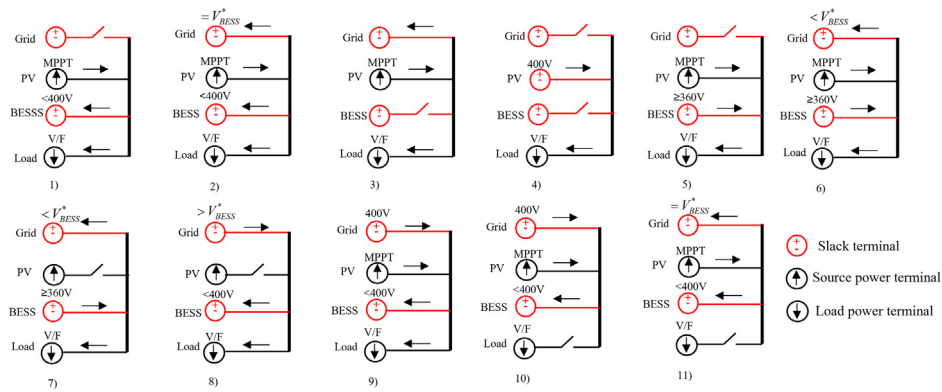 Grid
MPPT
PV
<400V
BESSS
V/F
Load
1)
= V*BESS
Grid
MPPT
PV
<400V
BESS
V/F
Load
2)
Grid
MPPT
PV
BESS
V/F
Load
3)
Grid
400V
PV
BESS
V/F
Load
4)
Grid
MPPT
PV
≥360V
BESS
V/F
Load
5)
< V*BESS
Grid
MPPT
PV
≥360V
BESS
V/F
Load
6)
< V*BESS
Grid
PV
≥360V
BESS
V/F
Load
7)
> V*BESS
Grid
PV
<400V
BESS
V/F
Load
8)
400V
Grid
MPPT
PV
<400V
BESS
V/F
Load
9)
400V
Grid
MPPT
PV
<400V
BESS
V/F
Load
10)
= V*BESS
Grid
MPPT
PV
<400V
BESS
V/F
Load
11)
Slack terminal
Source power terminal
Load power terminal